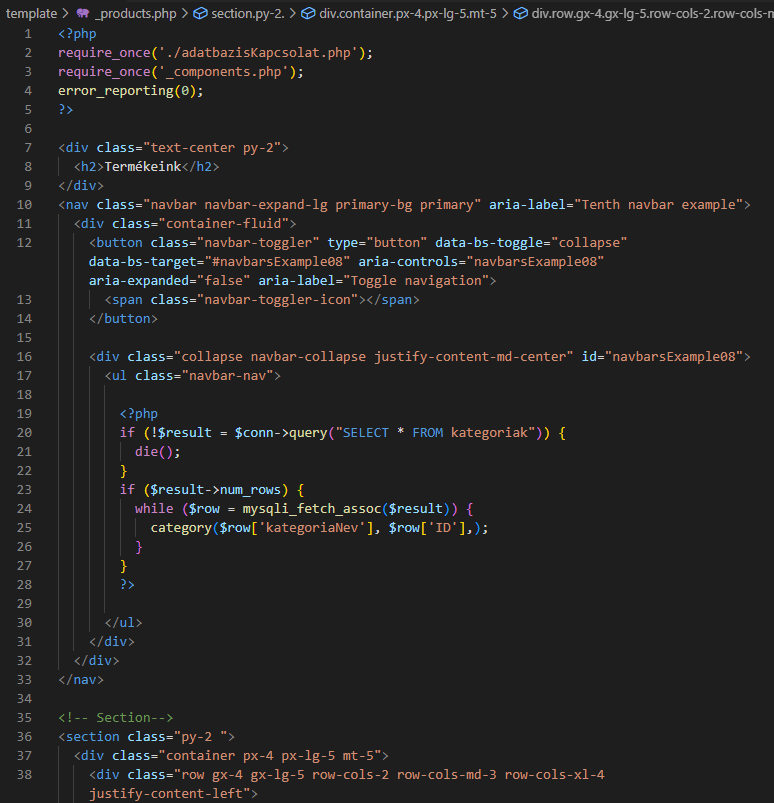 template > _products.php > section.py-2. > div.container.px-4.px-lg-5.mt-5 > div.row.gx-4.gx-lg-5.row-cols-2.row-cols-m
1 <?php
2 require_once('./adatbazisKapcsolat.php');
3 require_once('_components.php');
4 error_reporting(0);
5 ?>
6
7 <div class="text-center py-2">
8 <h2>Termékeink</h2>
9 </div>
10 <nav class="navbar navbar-expand-lg primary-bg primary" aria-label="Tenth navbar example">
11 <div class="container-fluid">
12 <button class="navbar-toggler" type="button" data-bs-toggle="collapse"
data-bs-target="#navbarsExample08" aria-controls="navbarsExample08"
aria-expanded="false" aria-label="Toggle navigation">
13 <span class="navbar-toggler-icon"></span>
14 </button>
15
16 <div class="collapse navbar-collapse justify-content-md-center" id="navbarsExample08">
17 <ul class="navbar-nav">
18
19 <?php
20 if (!$result = $conn->query("SELECT * FROM kategoriak")) {
21 die();
22 }
23 if ($result->num_rows) {
24 while ($row = mysqli_fetch_assoc($result)) {
25 category($row['kategoriaNev'], $row['ID'],);
26 }
27 }
28 ?>
29
30 </ul>
31 </div>
32 </div>
33 </nav>
34
35 <!-- Section-->
36 <section class="py-2 ">
37 <div class="container px-4 px-lg-5 mt-5">
38 <div class="row gx-4 gx-lg-5 row-cols-2 row-cols-md-3 row-cols-xl-4
justify-content-left">